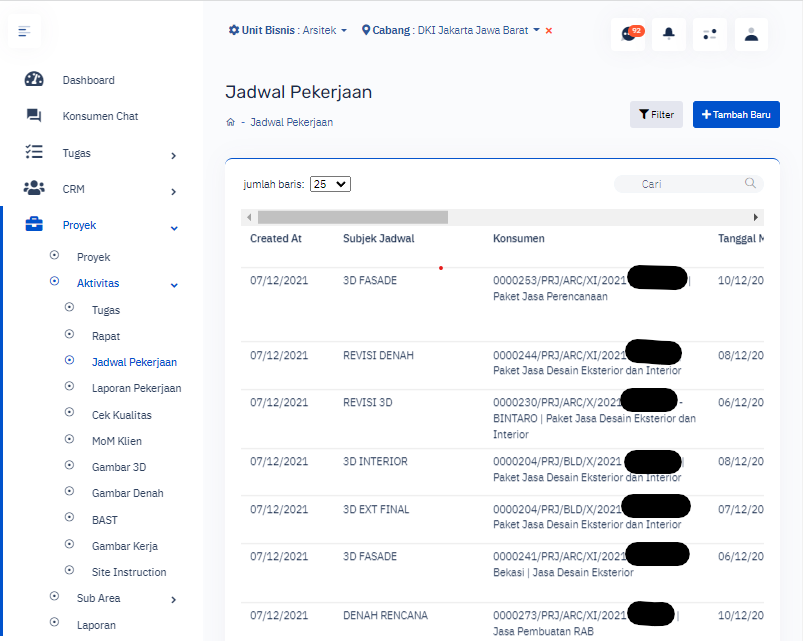 Unit Bisnis : Arsitek
Cabang : DKI Jakarta Jawa Barat
92
Dashboard
Konsumen Chat
Tugas
CRM
Proyek
Proyek
Aktivitas
Tugas
Rapat
Jadwal Pekerjaan
Laporan Pekerjaan
Cek Kualitas
MoM Klien
Gambar 3D
Gambar Denah
BAST
Gambar Kerja
Site Instruction
Sub Area
Laporan
Jadwal Pekerjaan
- Jadwal Pekerjaan
Filter
Tambah Baru
jumlah baris: 25
Cari
Created At Subjek Jadwal Konsumen Tanggal
07/12/2021 3D FASADE 0000253/PRJ/ARC/XI/2021 | 10/12/20
Paket Jasa Perencanaan
07/12/2021 REVISI DENAH 0000244/PRJ/ARC/XI/2021 08/12/20
Paket Jasa Desain Eksterior dan Interior
07/12/2021 REVISI 3D 0000230/PRJ/ARC/X/2021 - 06/12/20
BINTARO | Paket Jasa Desain Eksterior dan
Interior
07/12/2021 3D INTERIOR 0000204/PRJ/BLD/X/2021 | 08/12/20
Paket Jasa Desain Eksterior dan Interior
07/12/2021 3D EXT FINAL 0000204/PRJ/BLD/X/2021 07/12/20
Paket Jasa Desain Eksterior dan Interior
07/12/2021 3D FASADE 0000241/PRJ/ARC/XI/2021 06/12/20
Bekasi | Jasa Desain Eksterior
07/12/2021 DENAH RENCANA 0000273/PRJ/ARC/XI/2021 | 10/12/20
Jasa Pembuatan RAB